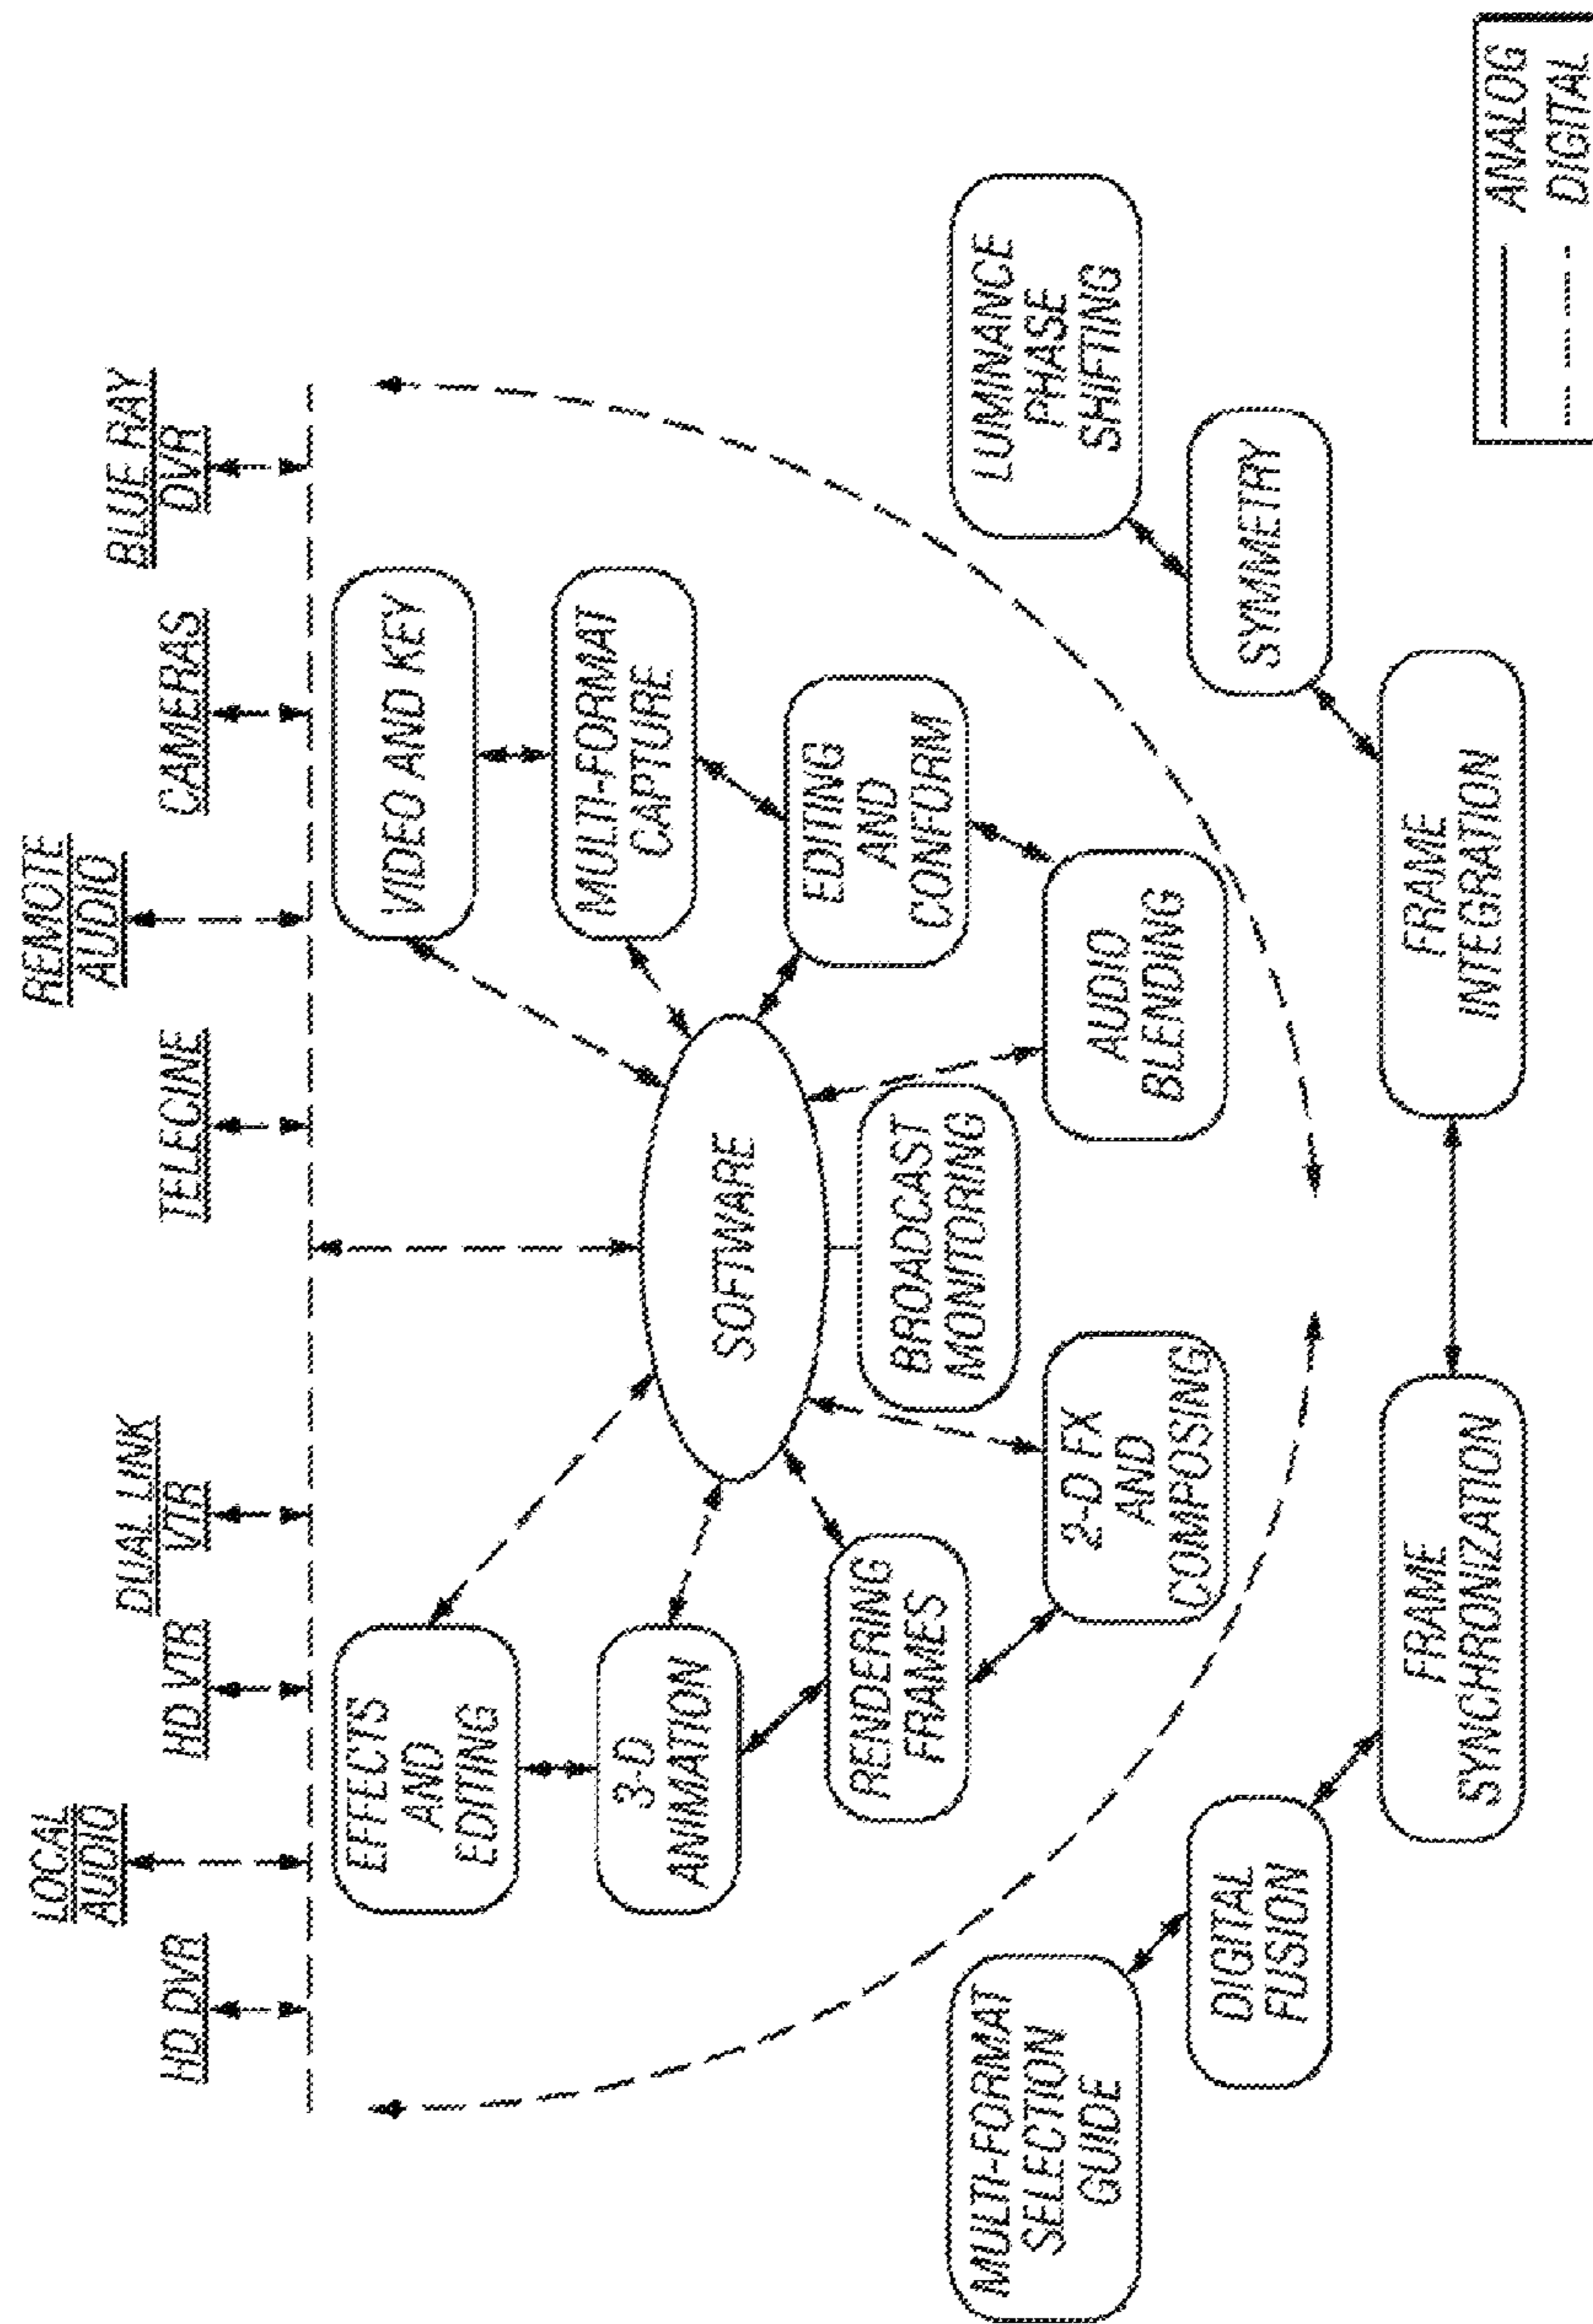 HD DVR
LOCAL
AUDIO
HD VTR
DUAL LINK
VTR
TELECINE
REMOTE
AUDIO
CAMERAS
BLUE RAY
DVR
EFFECTS
AND
EDITING
3-D
ANIMATION
RENDERING
FRAMES
2-D FX
AND
COMPOSING
SOFTWARE
BROADCAST
MONITORING
VIDEO AND KEY
MULTI-FORMAT
CAPTURE
EDITING
AND
CONFORM
AUDIO
BLENDING
MULTI-FORMAT
SELECTION
GUIDE
DIGITAL
FUSION
FRAME
SYNCHRONIZATION
FRAME
INTEGRATION
SYMMETRY
LUMINANCE
PHASE
SHIFTING
ANALOG
DIGITAL